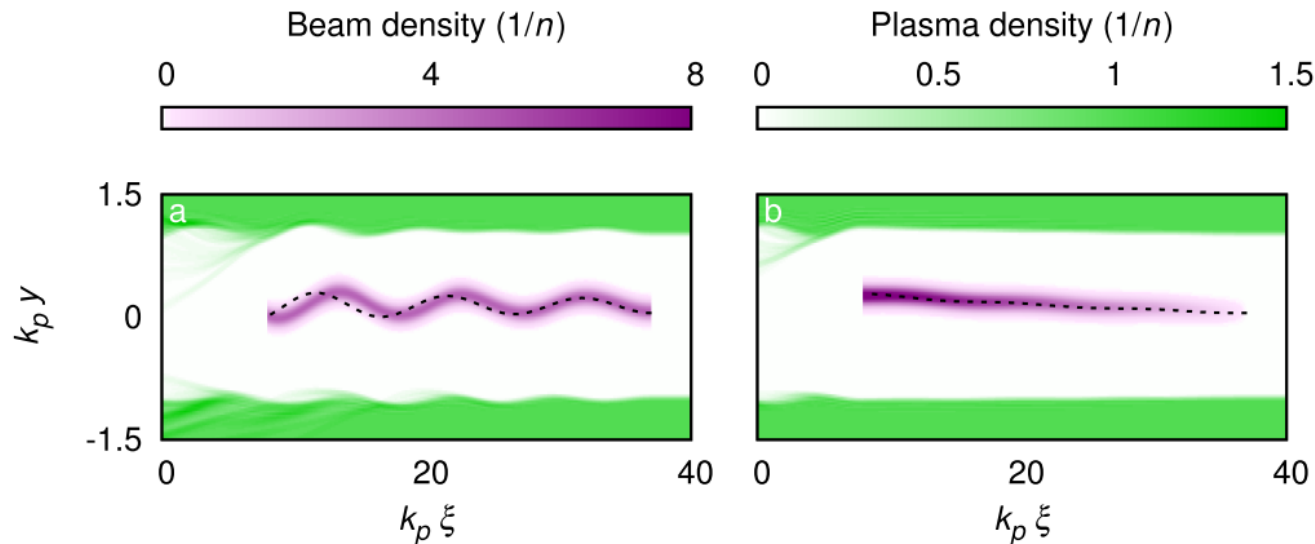 Beam density (1/n)
0 4 8
Plasma density (1/n)
0 0.5 1 1.5
1.5
0
-1.5
k_p y
a
0 20 40
k_p ξ
b
0 20 40
k_p ξ